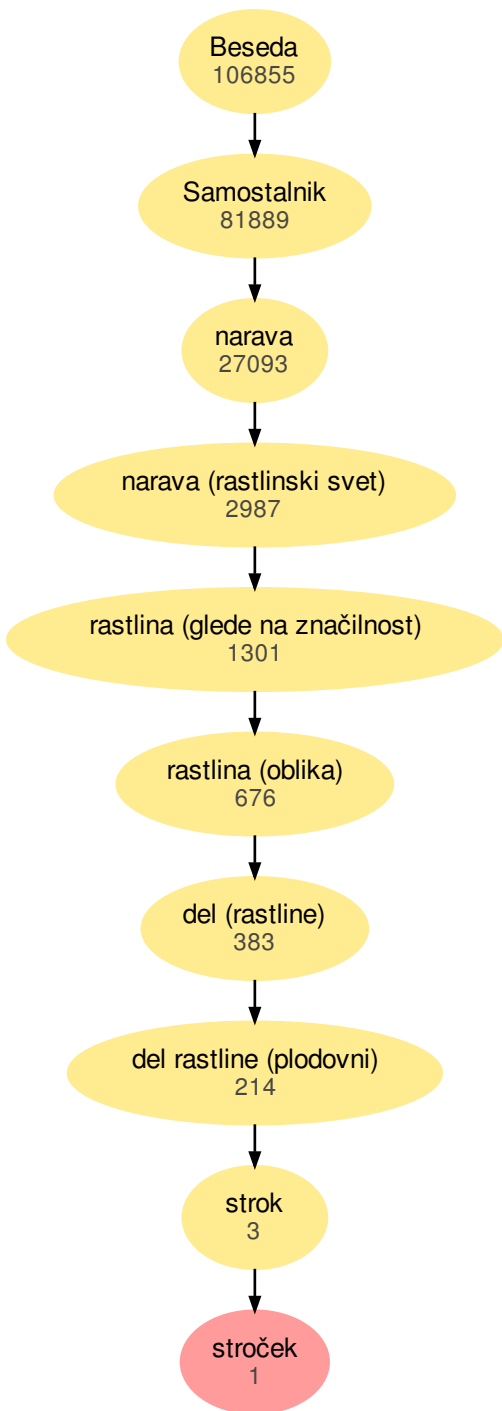 Beseda
106855
Samostalnik
81889
narava
27093
narava (rastlinski svet)
2987
rastlina (glede na značilnost)
1301
rastlina (oblika)
676
del (rastline)
383
del rastline (plodovni)
214
strok
3
stroček
1